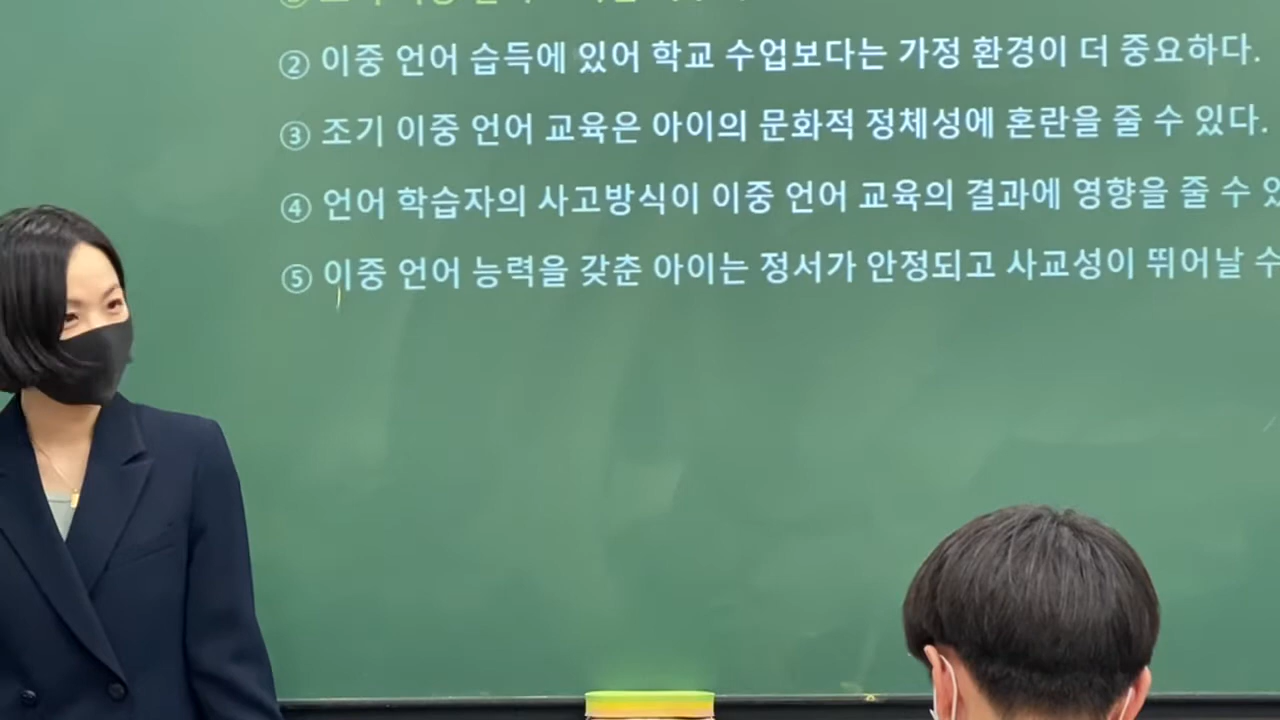 ② 이중 언어 습득에 있어 학교 수업보다는 가정 환경이 더 중요하다.
③ 조기 이중 언어 교육은 아이의 문화적 정체성에 혼란을 줄 수 있다.
④ 언어 학습자의 사고방식이 이중 언어 교육의 결과에 영향을 줄 수
⑤ 이중 언어 능력을 갖춘 아이는 정서가 안정되고 사교성이 뛰어날 수